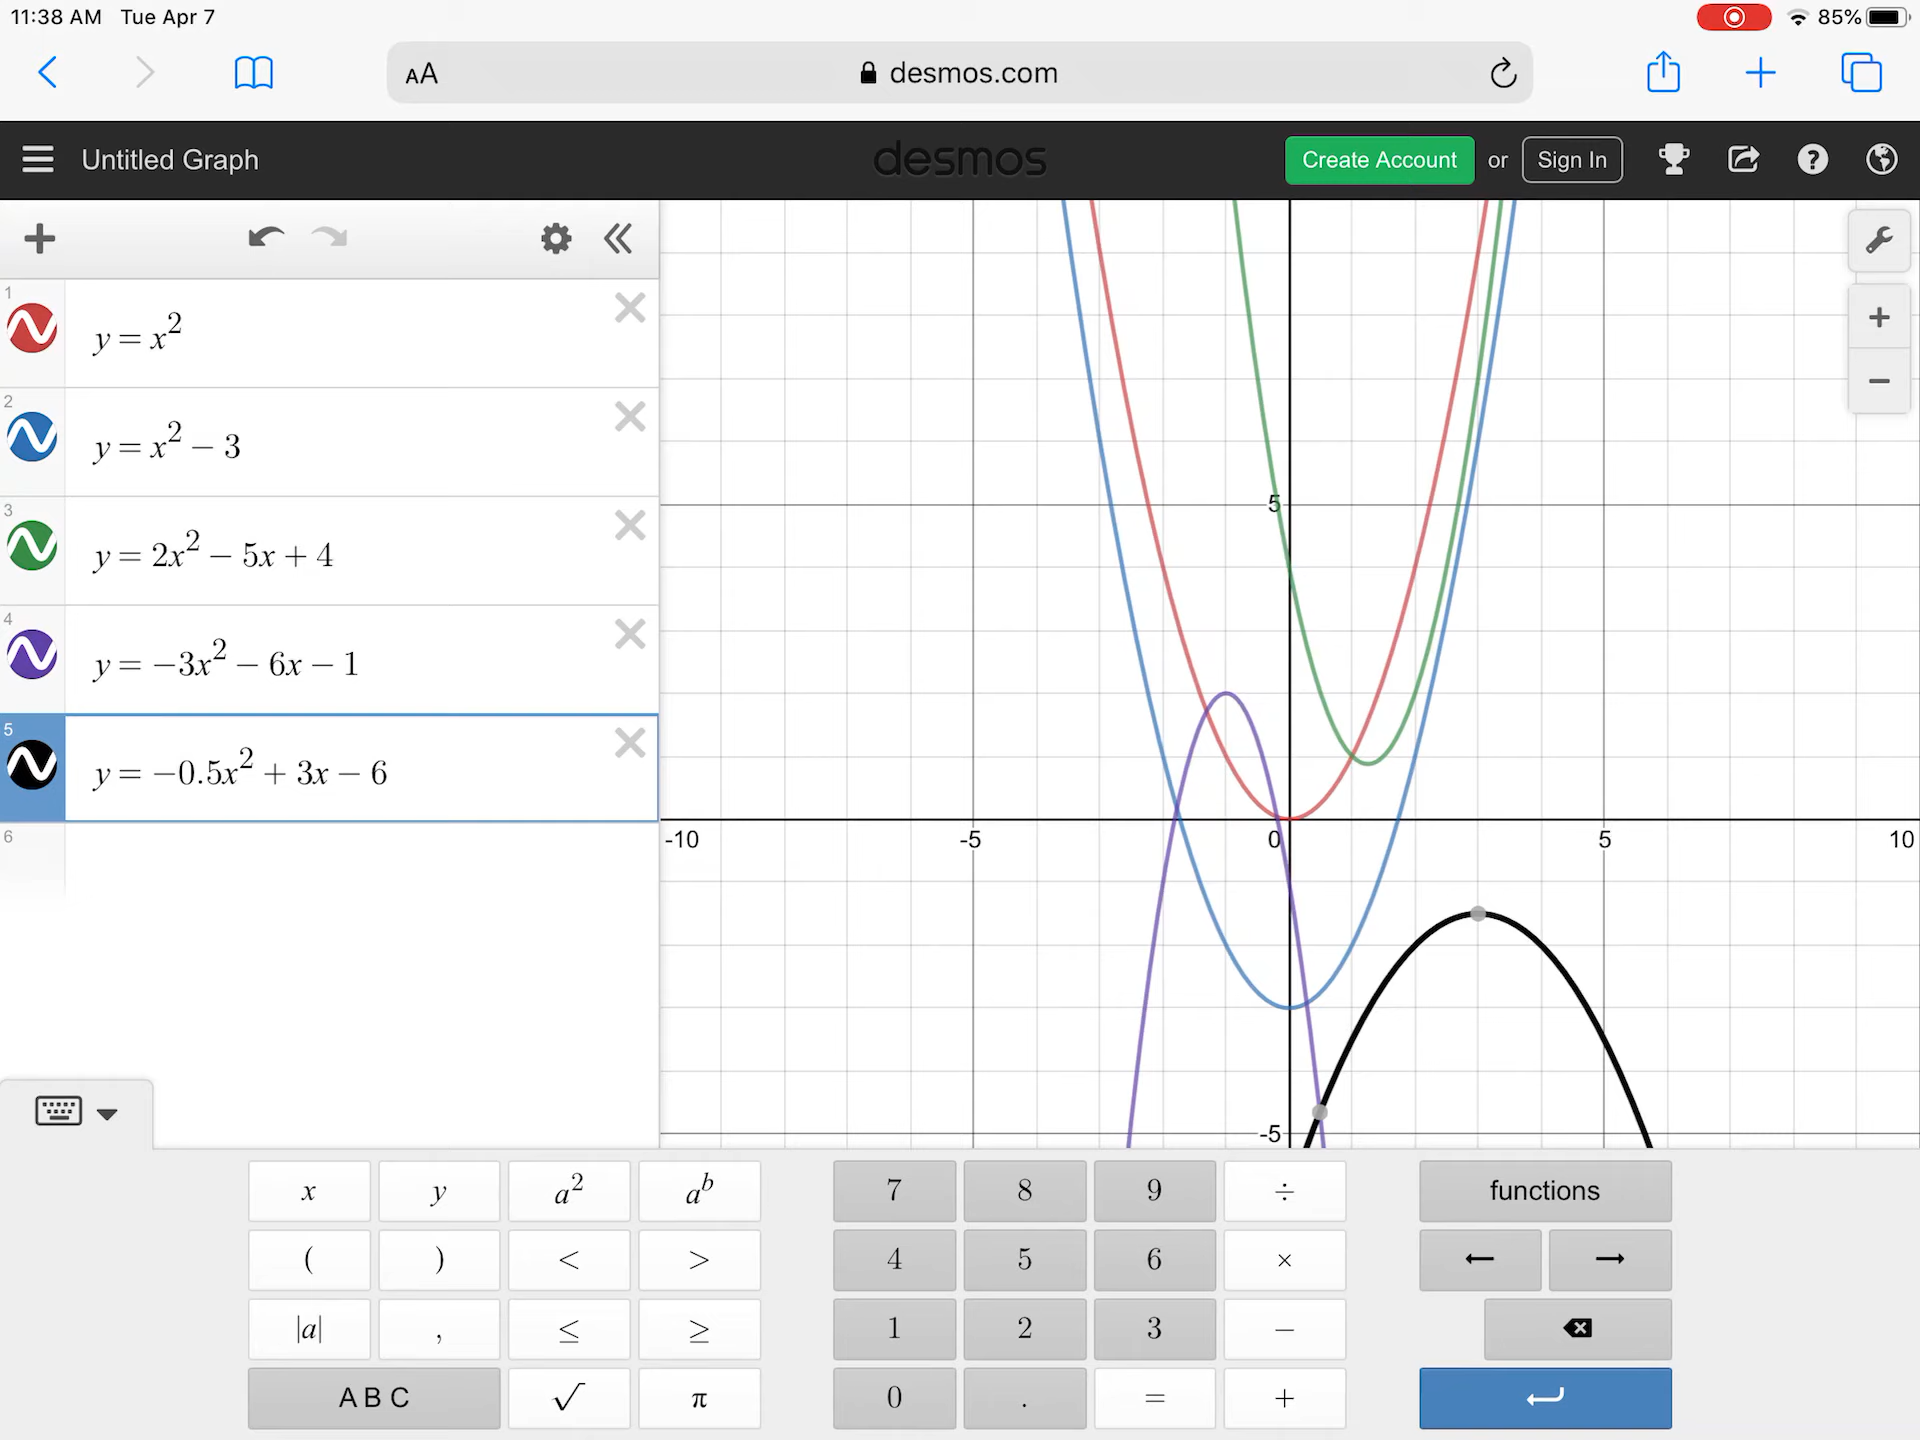 11:38 AM Tue Apr 7
85%
AA
desmos.com
Untitled Graph
desmos
Create Account or Sign In
1
y = x^2
2
y = x^2 − 3
3
y = 2x^2 − 5x + 4
4
y = −3x^2 − 6x − 1
5
y = −0.5x^2 + 3x − 6
6
5
-10 -5 0 5 10
-5
x y a^2 a^b 7 8 9 ÷ functions
( ) < > 4 5 6 × ← →
|a| , ≤ ≥ 1 2 3 −
A B C √ π 0 . = +